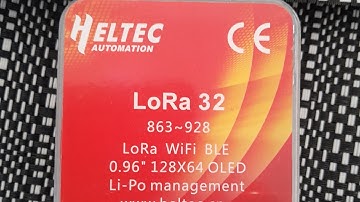 HELTEC
AUTOMATION
CE
LoRa 32
863~928
LoRa WiFi BLE
0.96" 128X64 OLED
Li-Po management